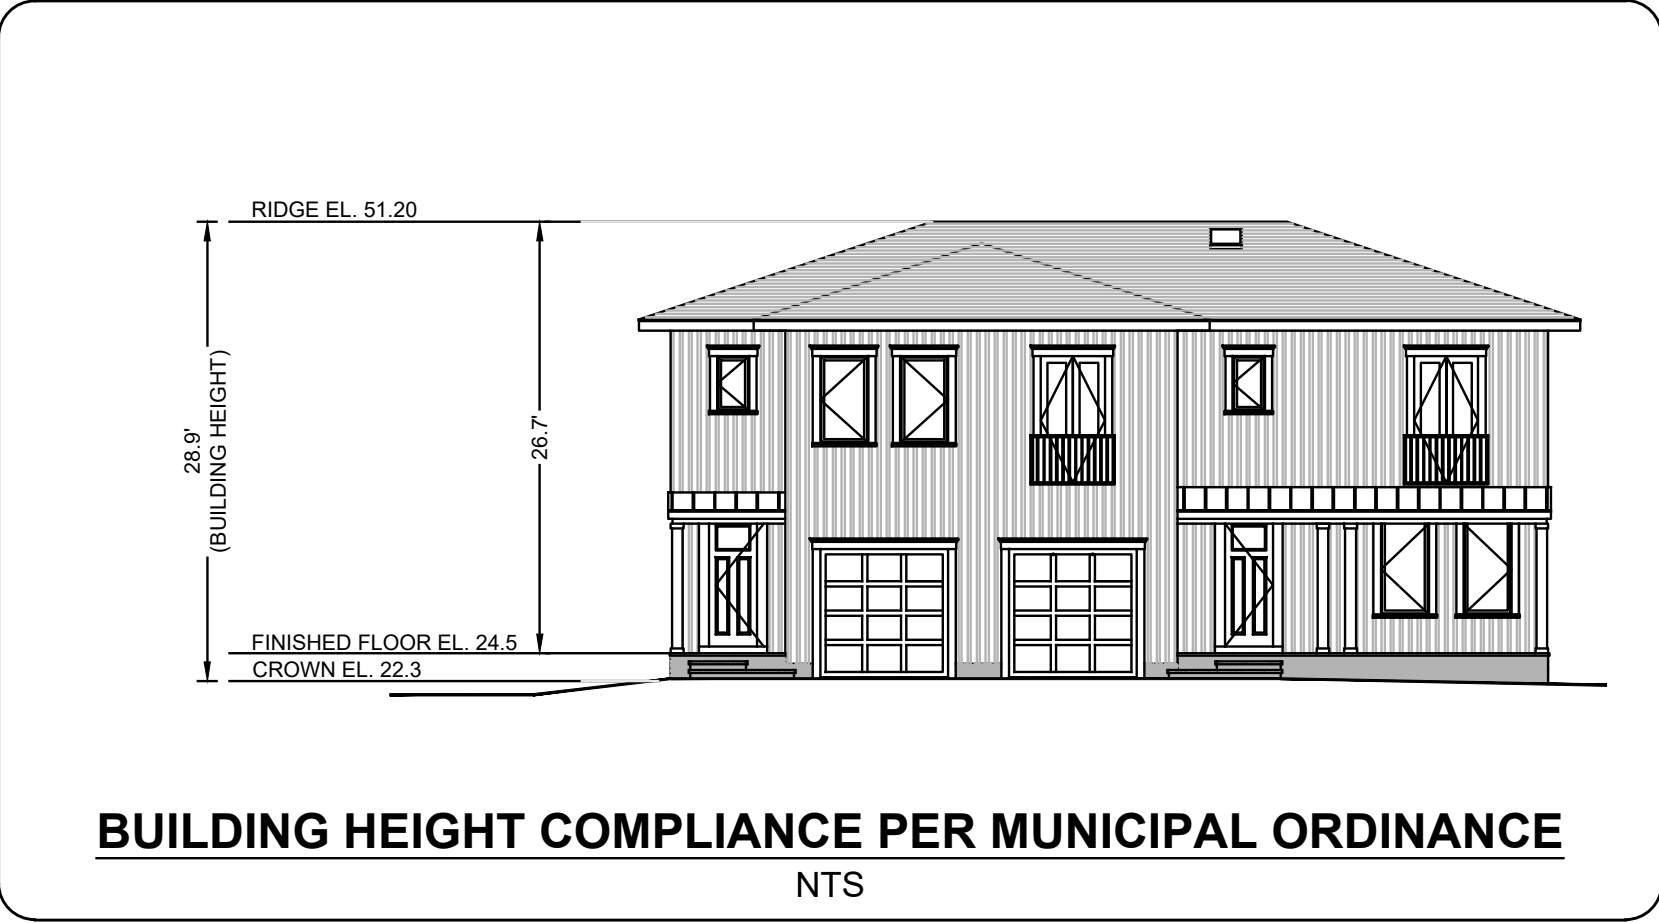 RIDGE EL. 51.20
28.9'
(BUILDING HEIGHT)
26.7'
FINISHED FLOOR EL. 24.5
CROWN EL. 22.3
BUILDING HEIGHT COMPLIANCE PER MUNICIPAL ORDINANCE
NTS